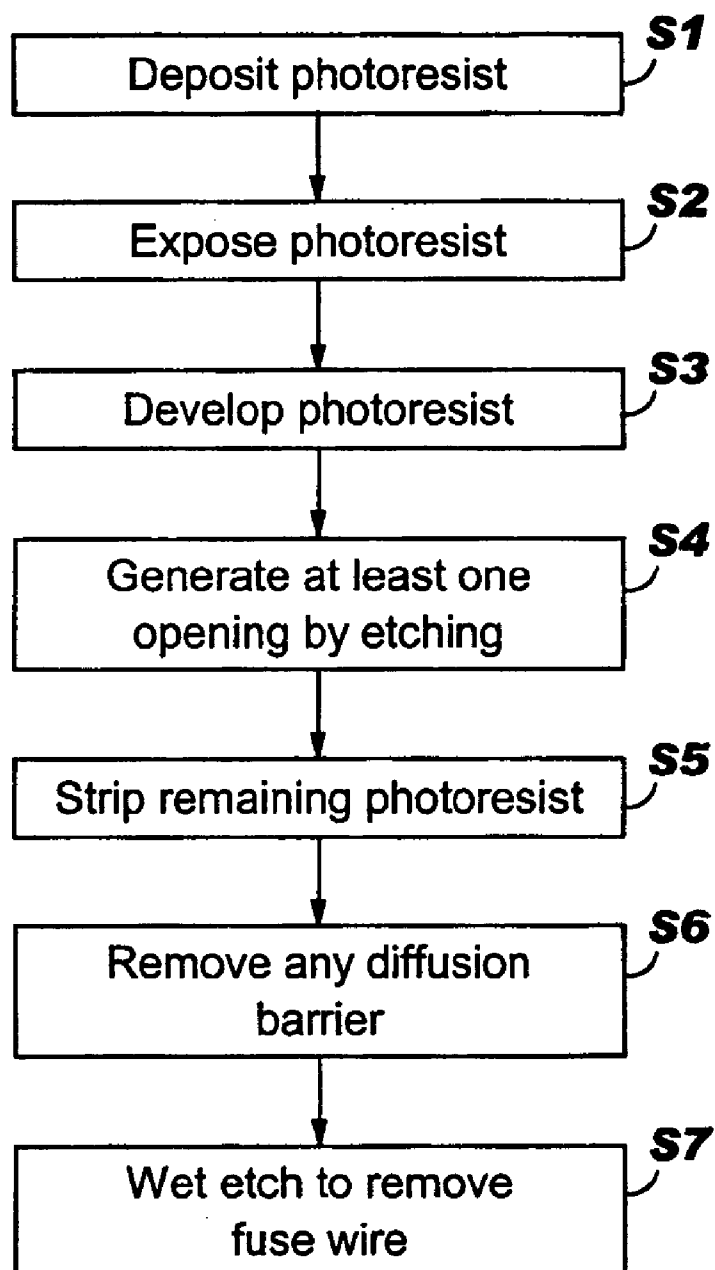 S1
Deposit photoresist
S2
Expose photoresist
S3
Develop photoresist
S4
Generate at least one
opening by etching
S5
Strip remaining photoresist
S6
Remove any diffusion
barrier
S7
Wet etch to remove
fuse wire